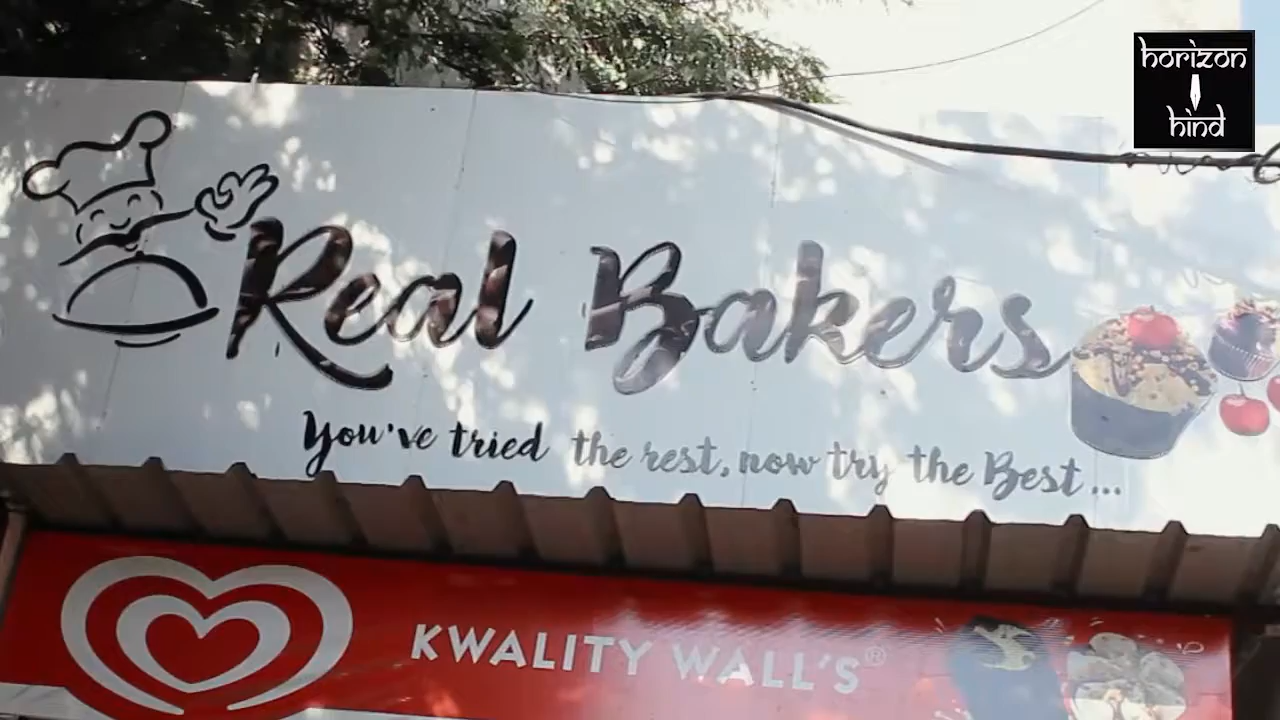 horizon
hind
Real Bakers
You've tried the rest, now try the Best...
KWALITY WALL'S®